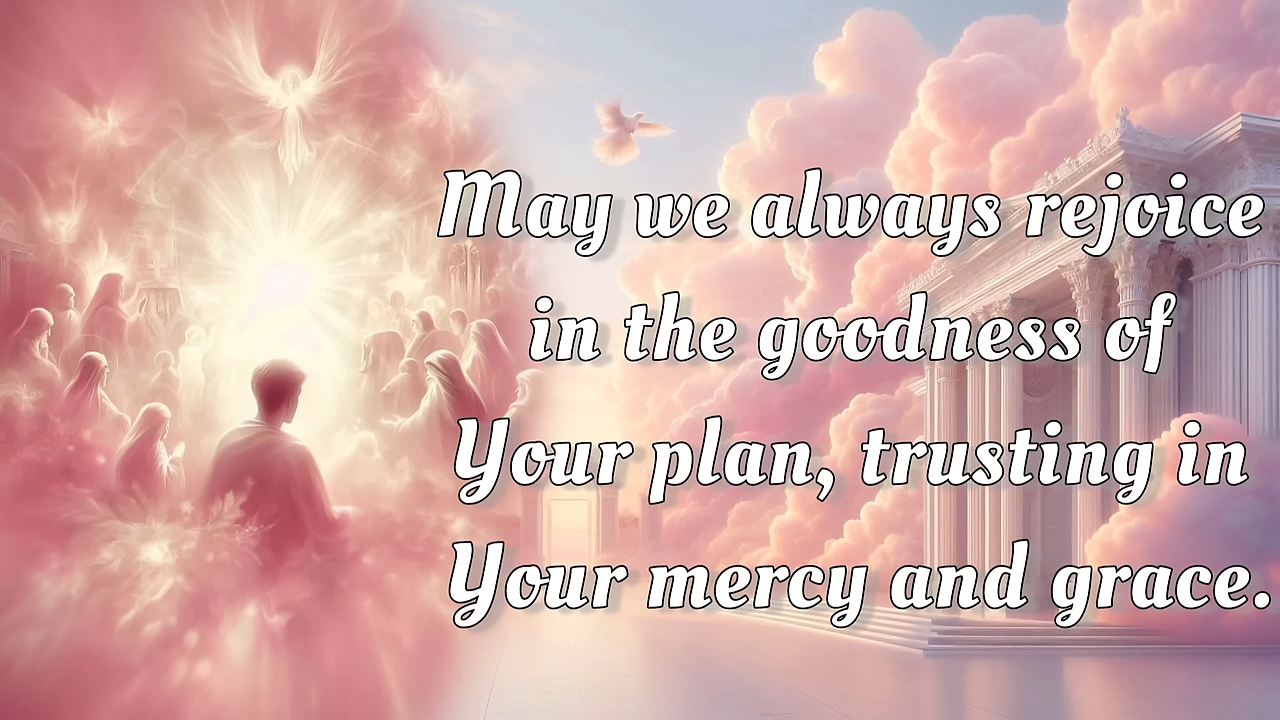 May we always rejoice
in the goodness of
Your plan, trusting in
Your mercy and grace.